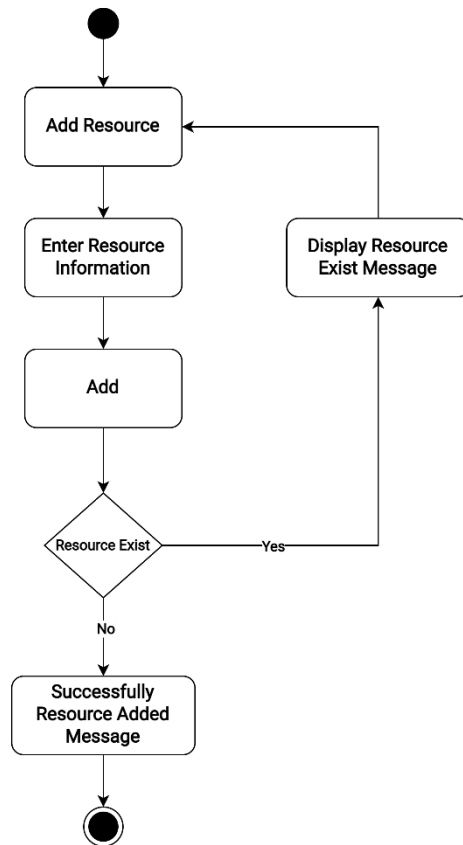 Add Resource
Enter Resource
Information
Display Resource
Exist Message
Add
Resource Exist
Yes
No
Successfully
Resource Added
Message